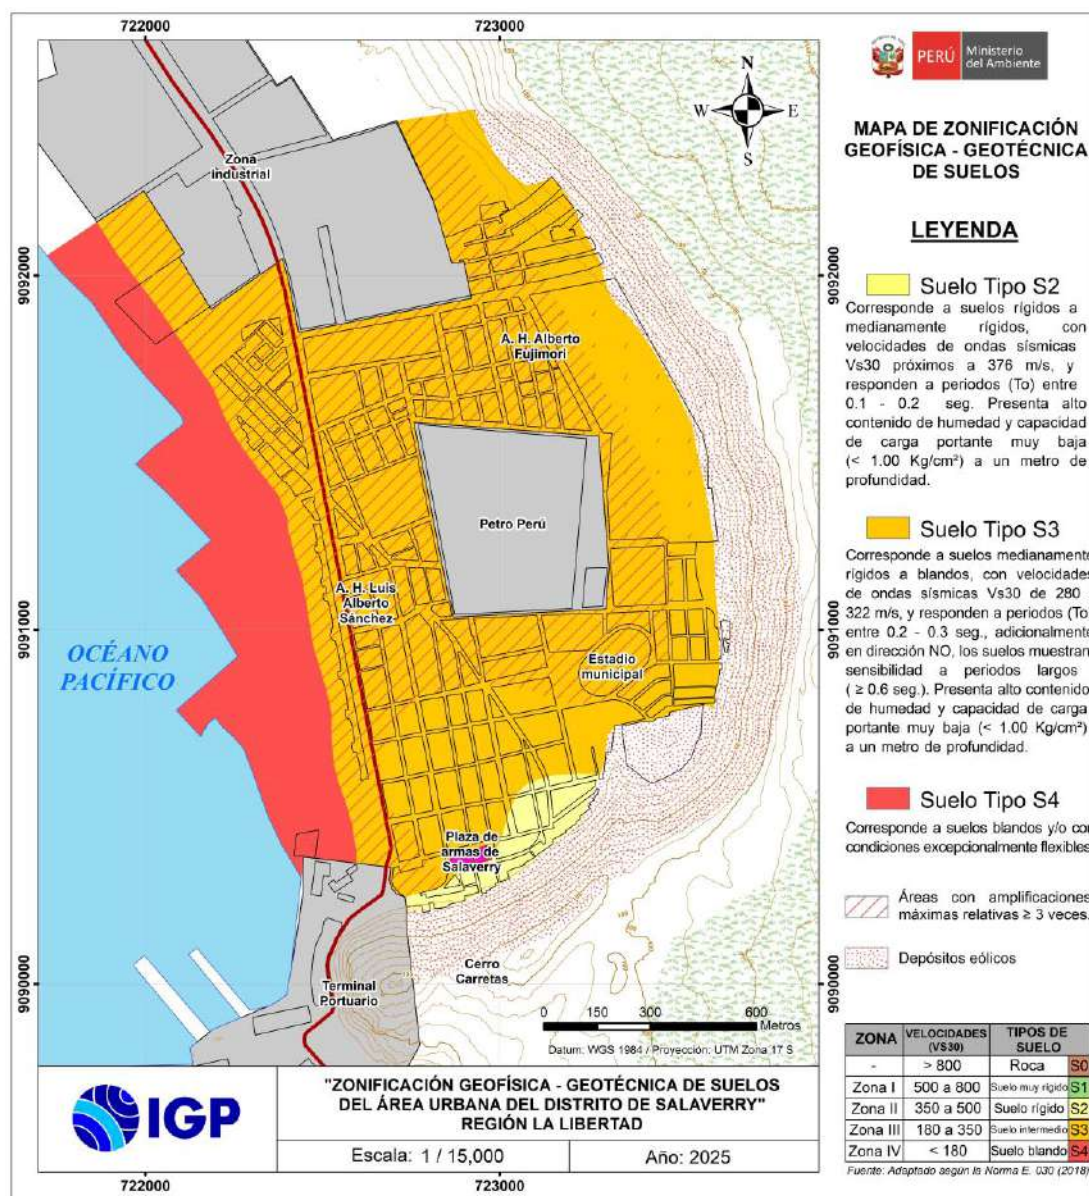 722000
723000
PERÚ
Ministerio
del Ambiente
N
W
E
S
MAPA DE ZONIFICACIÓN
GEOFÍSICA - GEOTÉCNICA
DE SUELOS
LEYENDA
Suelo Tipo S2
Corresponde a suelos rígidos a
medianamente rígidos, con
velocidades de ondas sísmicas
Vs30 próximos a 376 m/s, y
responden a periodos (To) entre
0.1 - 0.2 seg. Presenta alto
contenido de humedad y capacidad
de carga portante muy baja
(< 1.00 Kg/cm²) a un metro de
profundidad.
Suelo Tipo S3
Corresponde a suelos medianamente
rígidos a blandos, con velocidades
de ondas sísmicas Vs30 de 280
322 m/s, y responden a periodos (To)
entre 0.2 - 0.3 seg., adicionalmente
en dirección NO, los suelos muestran
sensibilidad a periodos largos
( ≥ 0.6 seg.). Presenta alto contenido
de humedad y capacidad de carga
portante muy baja (< 1.00 Kg/cm²)
a un metro de profundidad.
Suelo Tipo S4
Corresponde a suelos blandos y/o con
condiciones excepcionalmente flexibles
Áreas con amplificaciones
máximas relativas ≥ 3 veces.
Depósitos eólicos
ZONA VELOCIDADES (VS30) TIPOS DE SUELO
- > 800 Roca S0
Zona I 500 a 800 Suelo muy rígido S1
Zona II 350 a 500 Suelo rígido S2
Zona III 180 a 350 Suelo intermedio S3
Zona IV < 180 Suelo blando S4
Fuente: Adaptado según la Norma E. 030 (2018)
9092000
9092000
9091000
9091000
9090000
9090000
Zona
industrial
A. H. Alberto
Fujimori
Petro Perú
A. H. Luis
Alberto
Sánchez
OCÉANO
PACÍFICO
Estadio
municipal
Plaza de
armas de
Salaverry
Cerro
Carretas
Terminal
Portuario
0 150 300 600
Metros
Datum: WGS 1984 / Proyección: UTM Zona 17 S
IGP
"ZONIFICACIÓN GEOFÍSICA - GEOTÉCNICA DE SUELOS
DEL ÁREA URBANA DEL DISTRITO DE SALAVERRY"
REGIÓN LA LIBERTAD
Escala: 1 / 15,000
Año: 2025
722000
723000